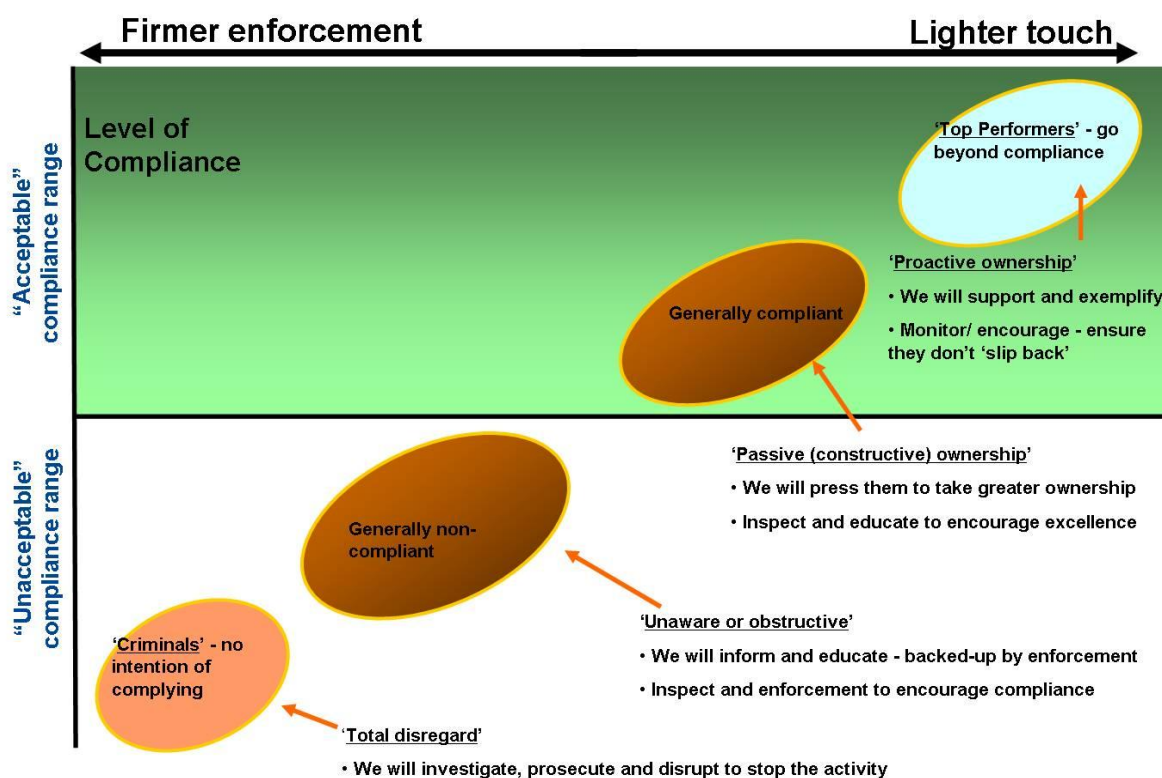 Firmer enforcement
Lighter touch
Level of
Compliance
“Acceptable”
compliance range
“Unacceptable”
compliance range
‘Top Performers’ - go
beyond compliance
‘Proactive ownership’
• We will support and exemplify
• Monitor/ encourage - ensure
they don’t ‘slip back’
Generally compliant
‘Passive (constructive) ownership’
• We will press them to take greater ownership
• Inspect and educate to encourage excellence
Generally non-
compliant
‘Unaware or obstructive’
• We will inform and educate - backed-up by enforcement
• Inspect and enforcement to encourage compliance
‘Criminals’ - no
intention of
complying
‘Total disregard’
• We will investigate, prosecute and disrupt to stop the activity